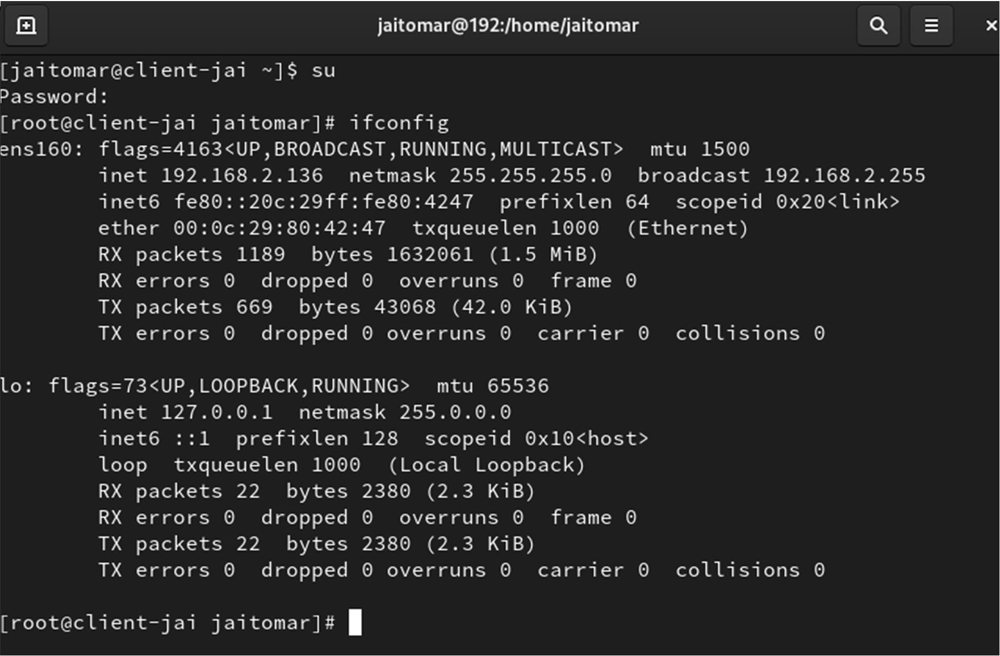 jaitomar@192:/home/jaitomar
[jaitomar@client-jai ~]$ su
Password:
[root@client-jai jaitomar]# ifconfig
ens160: flags=4163<UP,BROADCAST,RUNNING,MULTICAST>  mtu 1500
        inet 192.168.2.136  netmask 255.255.255.0  broadcast 192.168.2.255
        inet6 fe80::20c:29ff:fe80:4247  prefixlen 64  scopeid 0x20<link>
        ether 00:0c:29:80:42:47  txqueuelen 1000  (Ethernet)
        RX packets 1189  bytes 1632061 (1.5 MiB)
        RX errors 0  dropped 0  overruns 0  frame 0
        TX packets 669  bytes 43068 (42.0 KiB)
        TX errors 0  dropped 0 overruns 0  carrier 0  collisions 0
lo: flags=73<UP,LOOPBACK,RUNNING>  mtu 65536
        inet 127.0.0.1  netmask 255.0.0.0
        inet6 ::1  prefixlen 128  scopeid 0x10<host>
        loop  txqueuelen 1000  (Local Loopback)
        RX packets 22  bytes 2380 (2.3 KiB)
        RX errors 0  dropped 0  overruns 0  frame 0
        TX packets 22  bytes 2380 (2.3 KiB)
        TX errors 0  dropped 0 overruns 0  carrier 0  collisions 0
[root@client-jai jaitomar]#